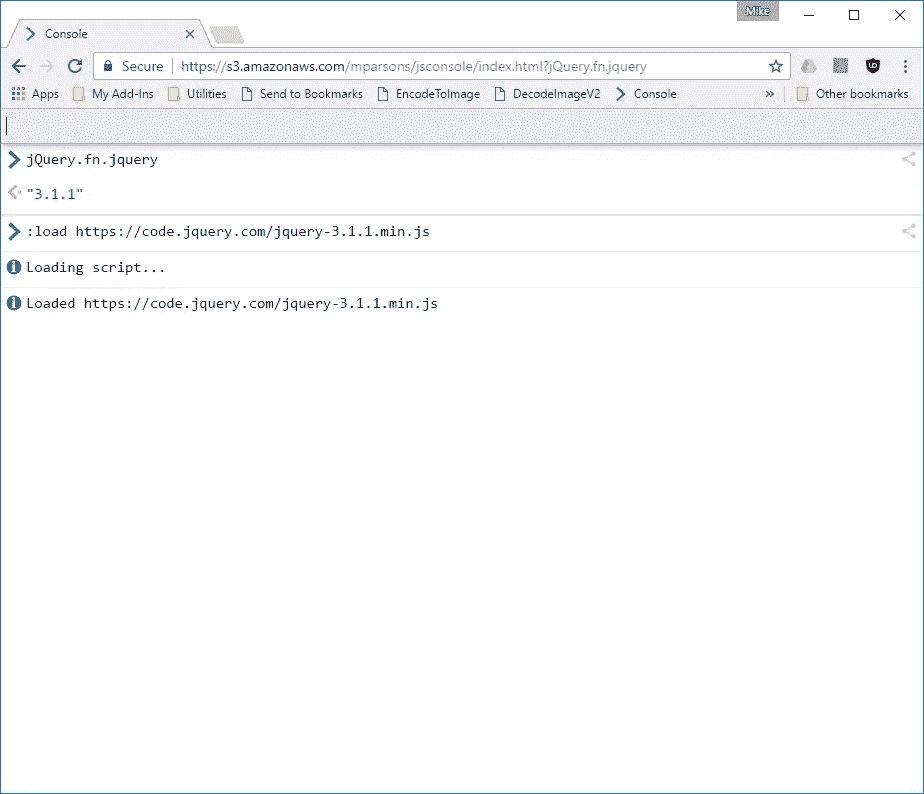 Mike
Console
Secure https://s3.amazonaws.com/mparsons/jsconsole/index.html?jQuery.fn.jquery
Apps My Add-Ins Utilities Send to Bookmarks EncodeToImage DecodeImageV2 Console » Other bookmarks
jQuery.fn.jquery
"3.1.1"
:load https://code.jquery.com/jquery-3.1.1.min.js
Loading script...
Loaded https://code.jquery.com/jquery-3.1.1.min.js